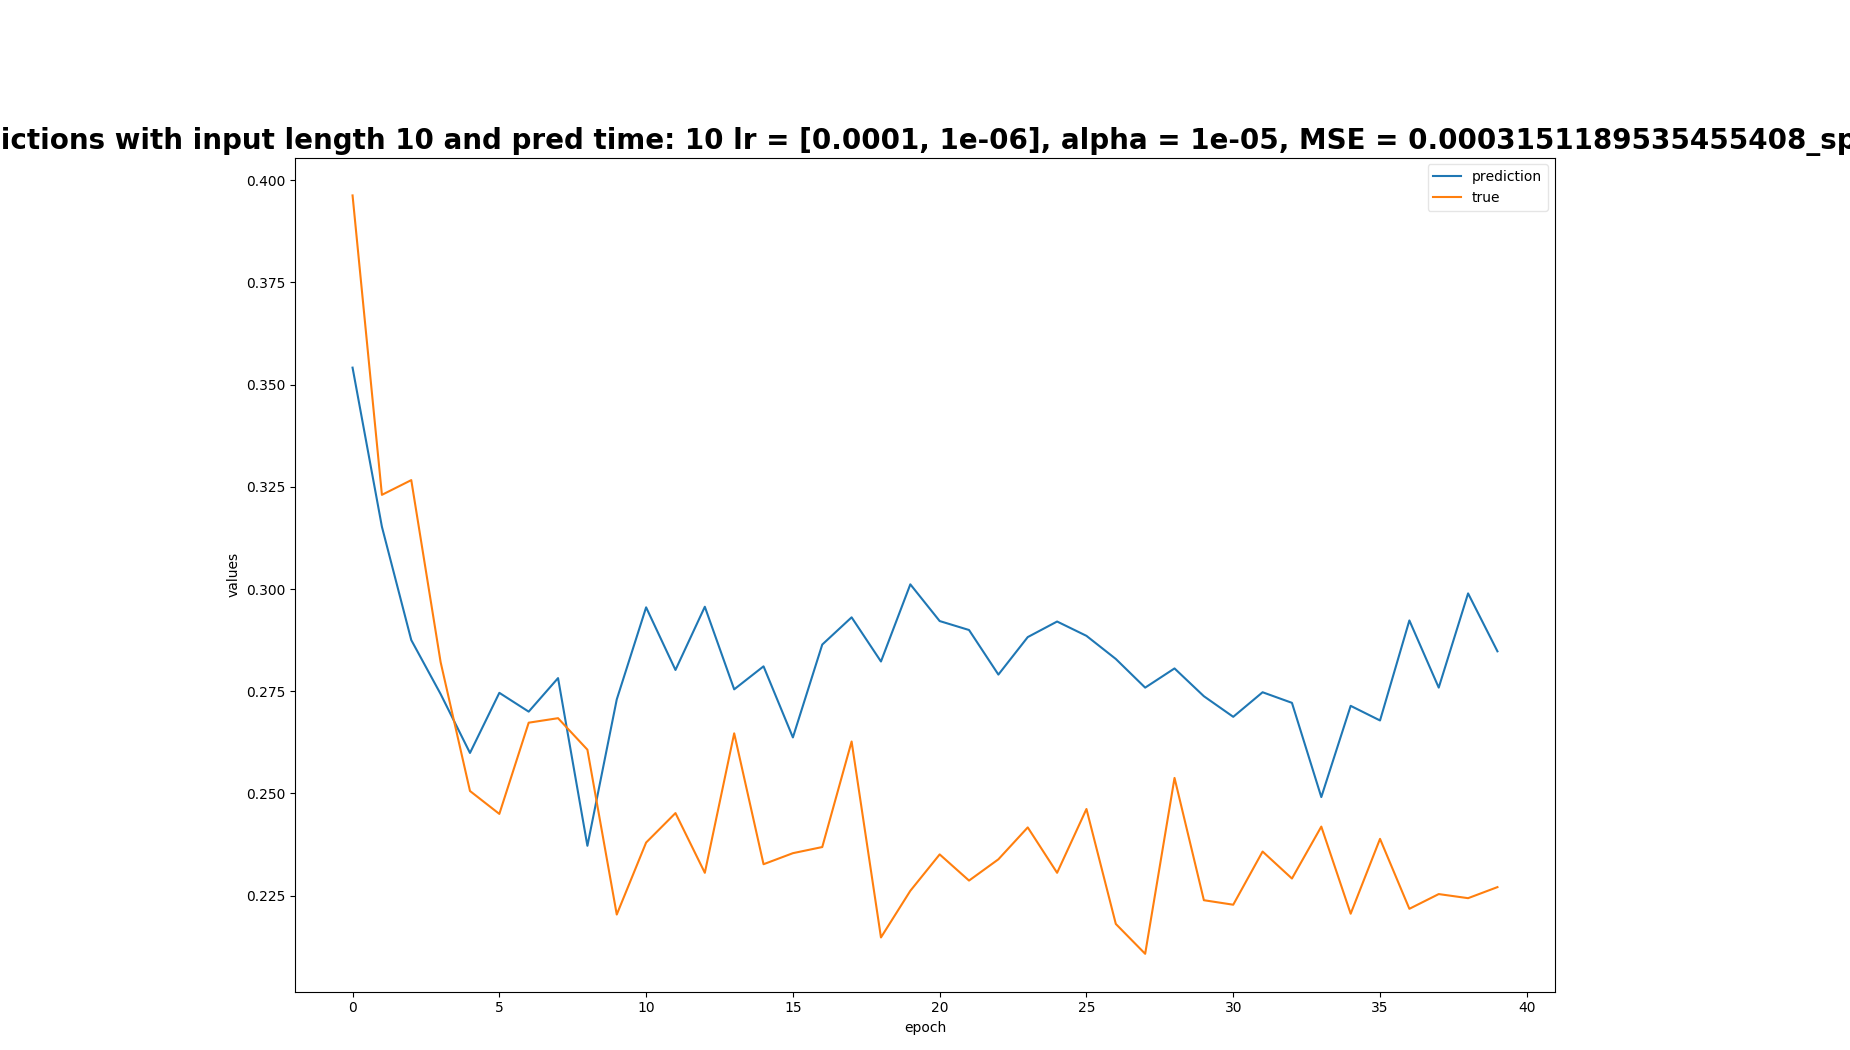 ictions with input length 10 and pred time: 10 lr = [0.0001, 1e-06], alpha = 1e-05, MSE = 0.0003151189535455408_sp
prediction
true
0.400
0.375
0.350
0.325
0.300
0.275
0.250
0.225
values
0 5 10 15 20 25 30 35 40
epoch